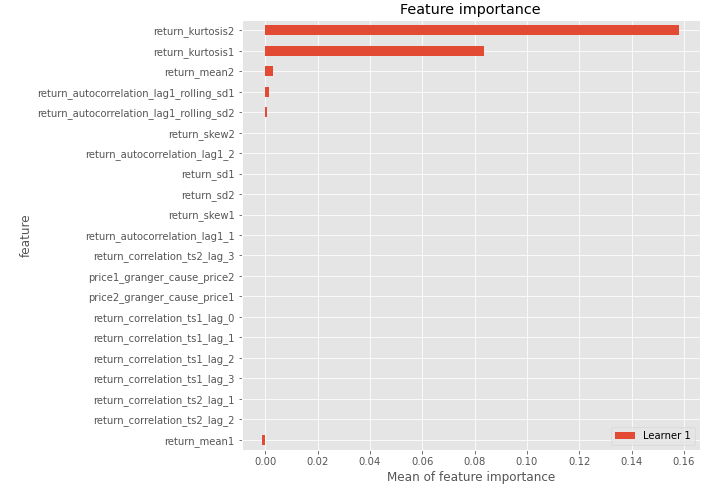 Feature importance
return_kurtosis2
return_kurtosis1
return_mean2
return_autocorrelation_lag1_rolling_sd1
return_autocorrelation_lag1_rolling_sd2
return_skew2
return_autocorrelation_lag1_2
return_sd1
return_sd2
return_skew1
return_autocorrelation_lag1_1
return_correlation_ts2_lag_3
price1_granger_cause_price2
price2_granger_cause_price1
return_correlation_ts1_lag_0
return_correlation_ts1_lag_1
return_correlation_ts1_lag_2
return_correlation_ts1_lag_3
return_correlation_ts2_lag_1
return_correlation_ts2_lag_2
return_mean1
feature
Learner 1
0.00 0.02 0.04 0.06 0.08 0.10 0.12 0.14 0.16
Mean of feature importance